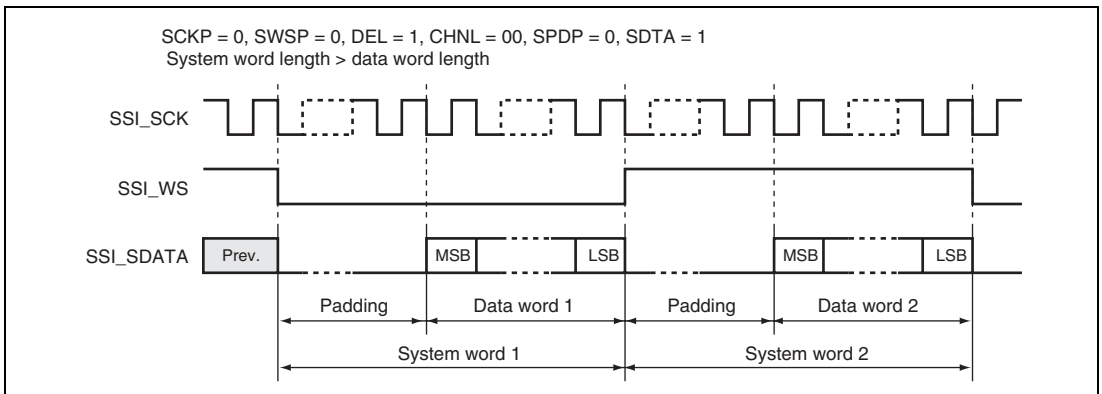 SCKP = 0, SWSP = 0, DEL = 1, CHNL = 00, SPDP = 0, SDTA = 1
System word length > data word length
SSI_SCK
SSI_WS
SSI_SDATA Prev. MSB LSB MSB LSB
Padding Data word 1 Padding Data word 2
System word 1 System word 2